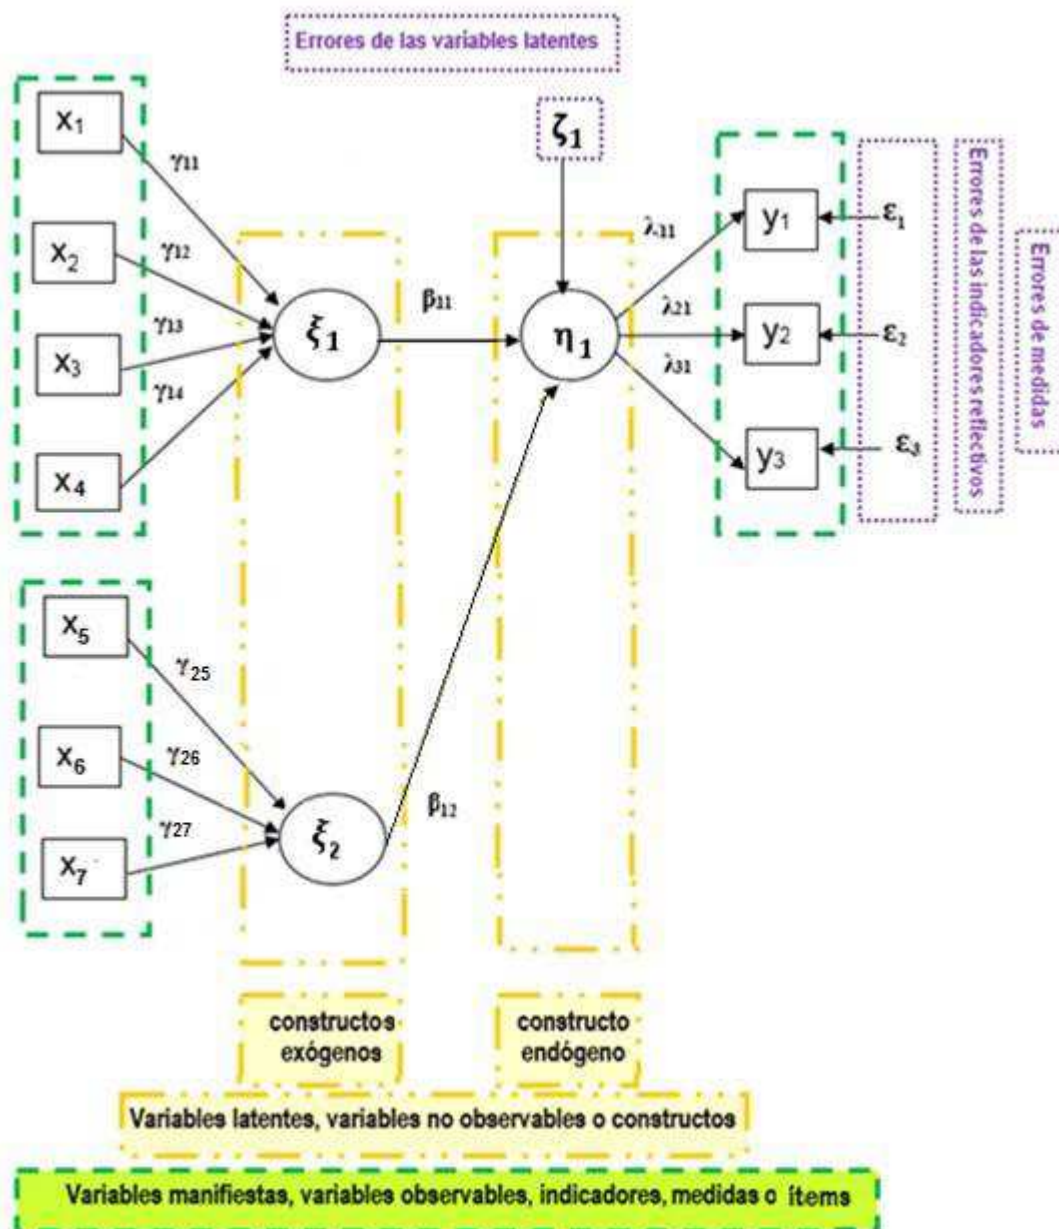 Errores de las variables latentes
ζ1
x1
γ11
x2
γ12
x3
γ13
x4
γ14
ξ1
β11
η1
λ11
λ21
λ31
y1
y2
y3
ε1
ε2
ε3
Errores de las indicadores reflectivos
Errores de medidas
x5
γ25
x6
γ26
x7
γ27
ξ2
β12
constructos
exógenos
constructo
endógeno
Variables latentes, variables no observables o constructos
Variables manifiestas, variables observables, indicadores, medidas o ítems